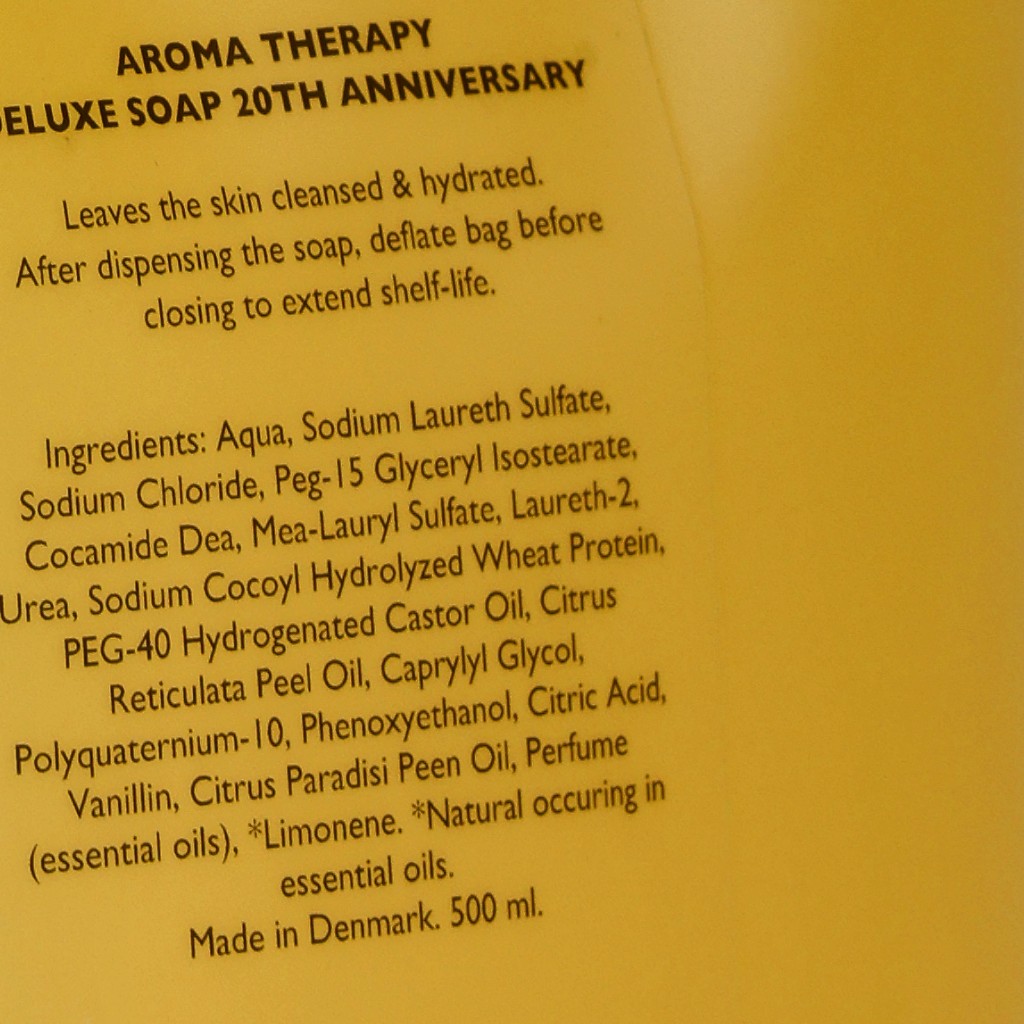 AROMA THERAPY
DELUXE SOAP 20TH ANNIVERSARY
Leaves the skin cleansed & hydrated.
After dispensing the soap, deflate bag before
closing to extend shelf-life.
Ingredients: Aqua, Sodium Laureth Sulfate,
Sodium Chloride, Peg-15 Glyceryl Isostearate,
Cocamide Dea, Mea-Lauryl Sulfate, Laureth-2,
Urea, Sodium Cocoyl Hydrolyzed Wheat Protein,
PEG-40 Hydrogenated Castor Oil, Citrus
Reticulata Peel Oil, Caprylyl Glycol,
Polyquaternium-10, Phenoxyethanol, Citric Acid,
Vanillin, Citrus Paradisi Peen Oil, Perfume
(essential oils), *Limonene. *Natural occuring in
essential oils.
Made in Denmark. 500 ml.